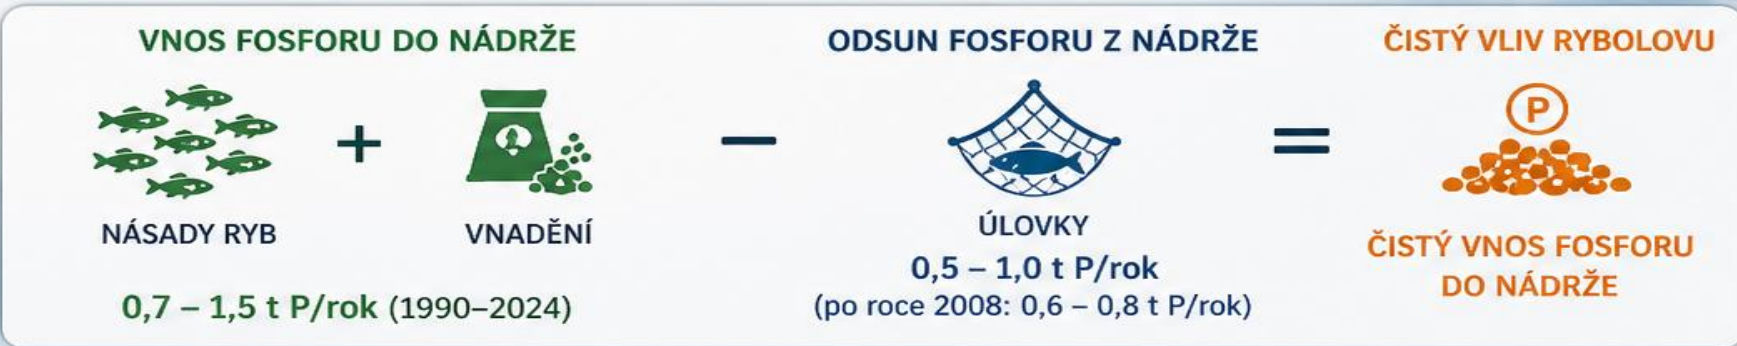 VNOS FOSFORU DO NÁDRŽE
NÁSADY RYB
+
VNADĚNÍ
0,7 – 1,5 t P/rok (1990–2024)
–
ODSUN FOSFORU Z NÁDRŽE
ÚLOVKY
0,5 – 1,0 t P/rok
(po roce 2008: 0,6 – 0,8 t P/rok)
=
ČISTÝ VLIV RYBOLOVU
P
ČISTÝ VNOS FOSFORU
DO NÁDRŽE